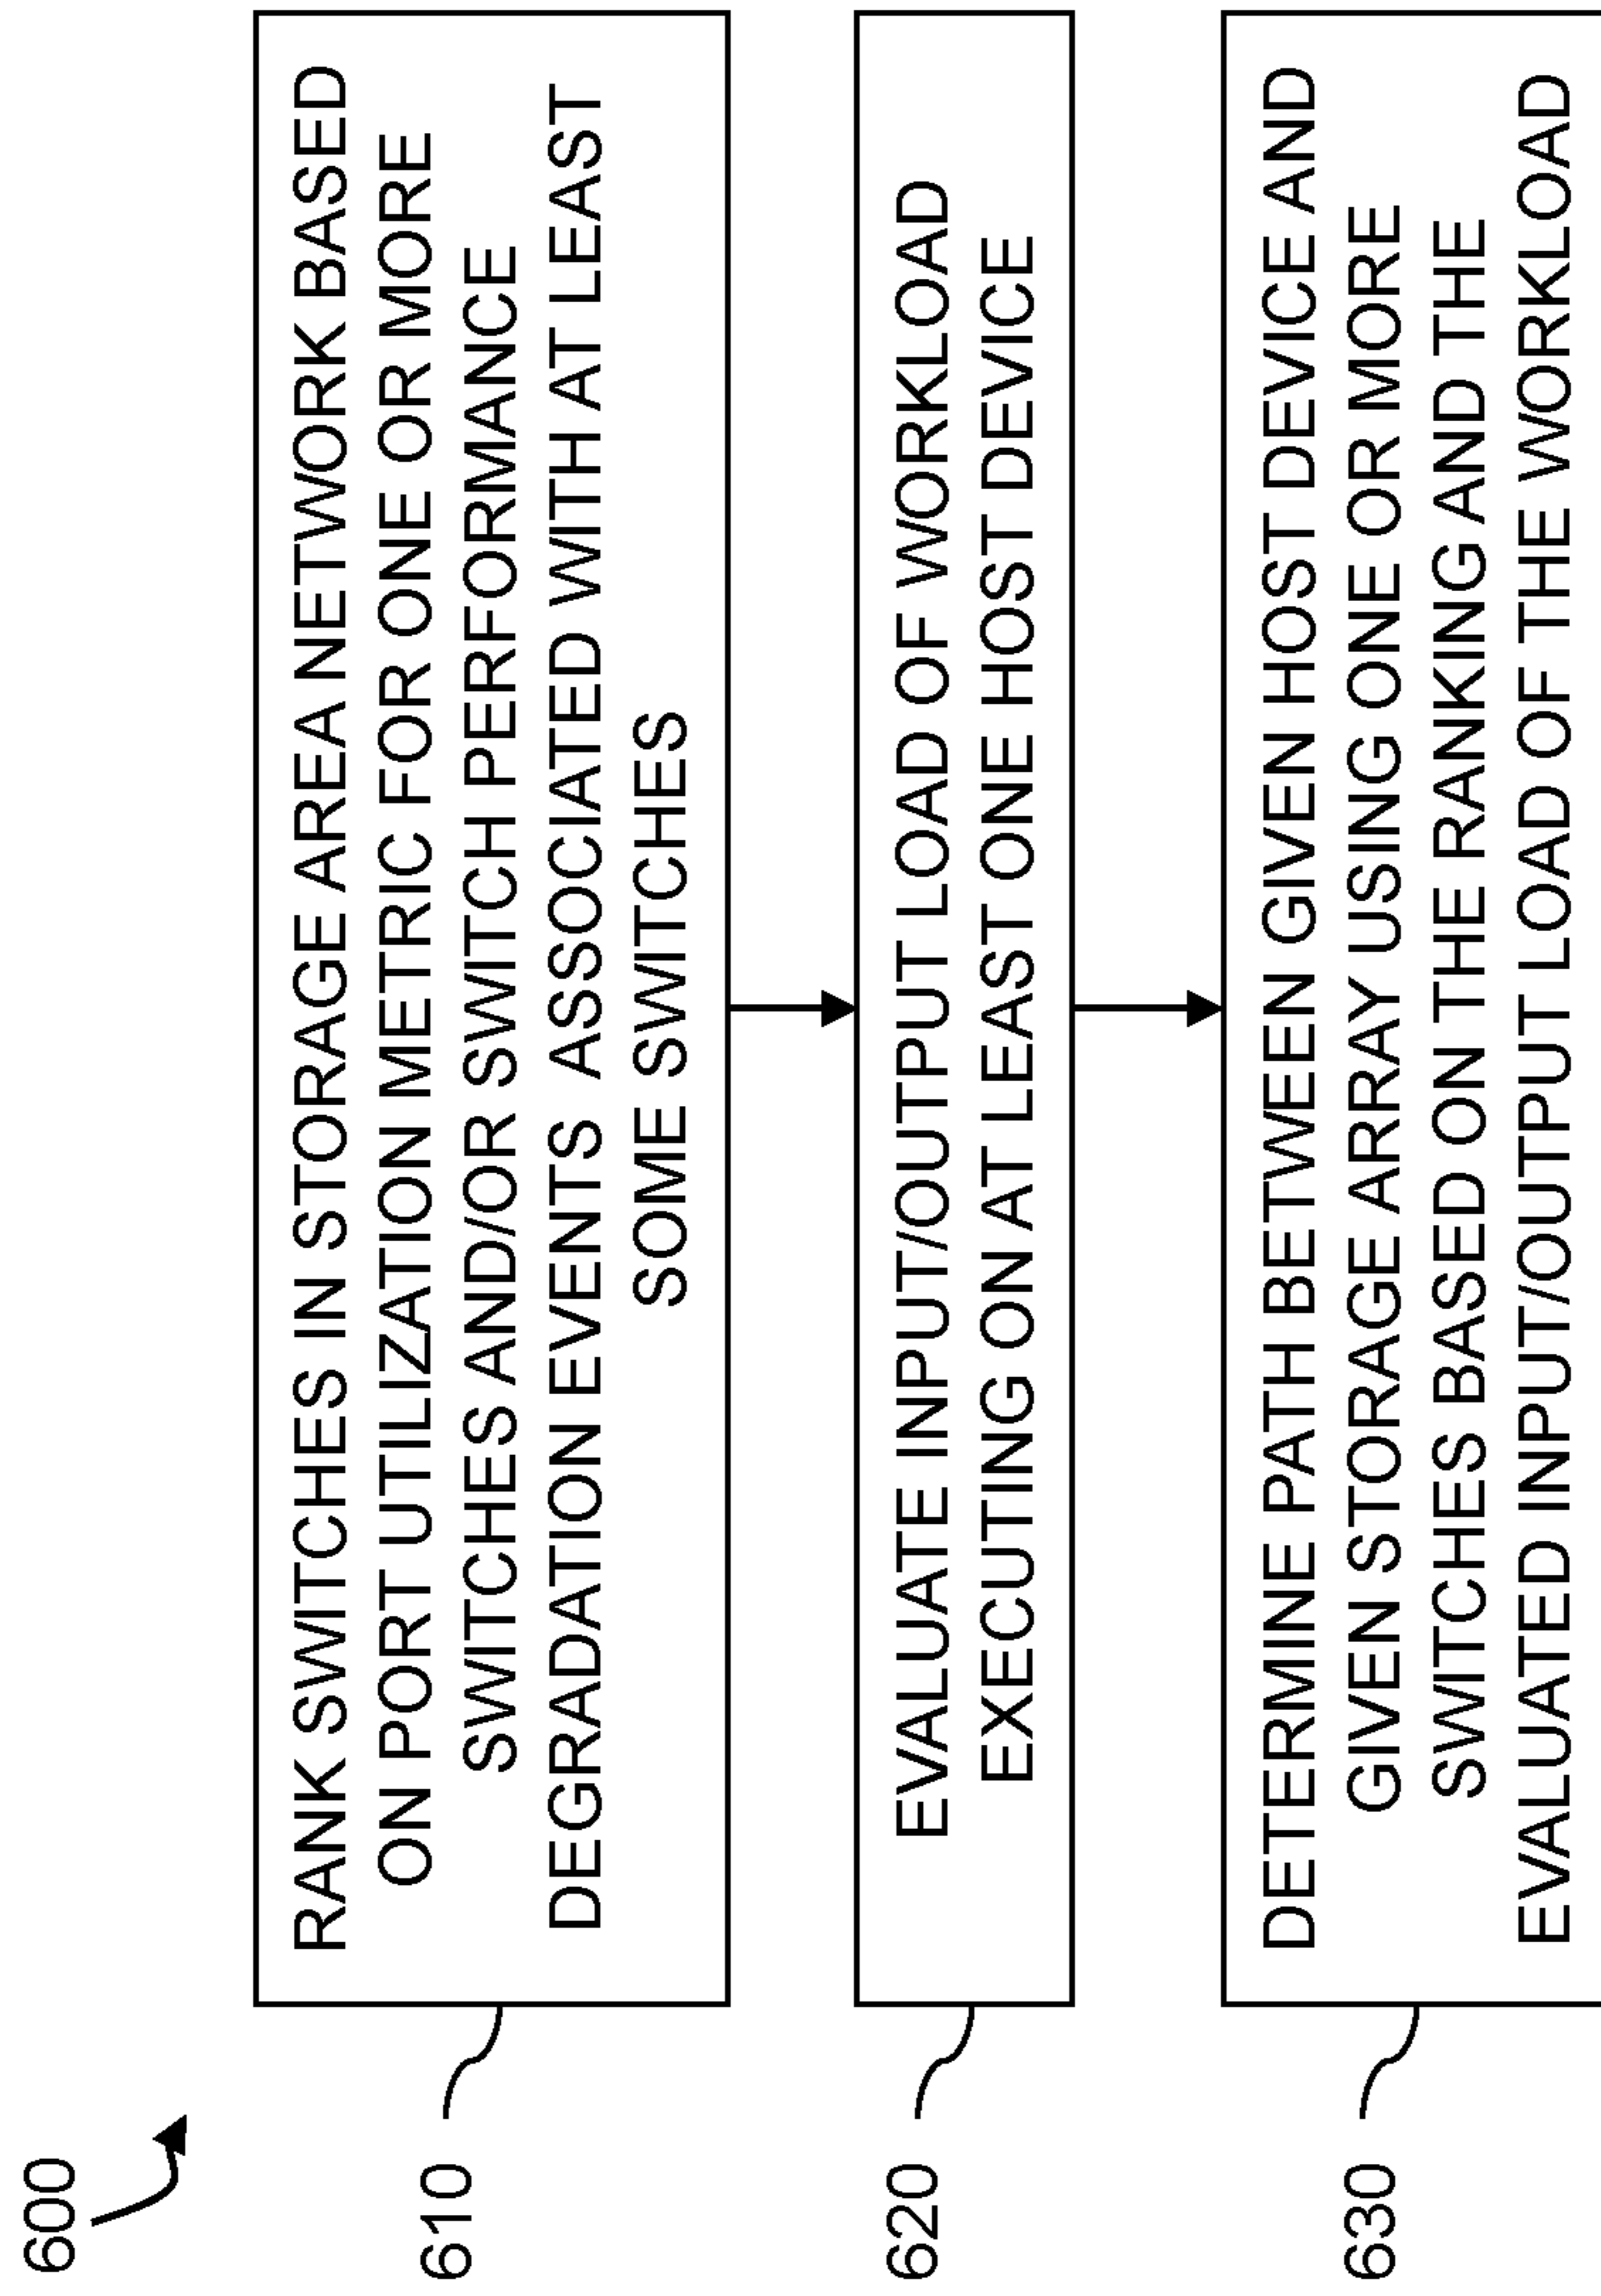 600
610
RANK SWITCHES IN STORAGE AREA NETWORK BASED
ON PORT UTILIZATION METRIC FOR ONE OR MORE
SWITCHES AND/OR SWITCH PERFORMANCE
DEGRADATION EVENTS ASSOCIATED WITH AT LEAST
SOME SWITCHES
620
EVALUATE INPUT/OUTPUT LOAD OF WORKLOAD
EXECUTING ON AT LEAST ONE HOST DEVICE
630
DETERMINE PATH BETWEEN GIVEN HOST DEVICE AND
GIVEN STORAGE ARRAY USING ONE OR MORE
SWITCHES BASED ON THE RANKING AND THE
EVALUATED INPUT/OUTPUT LOAD OF THE WORKLOAD